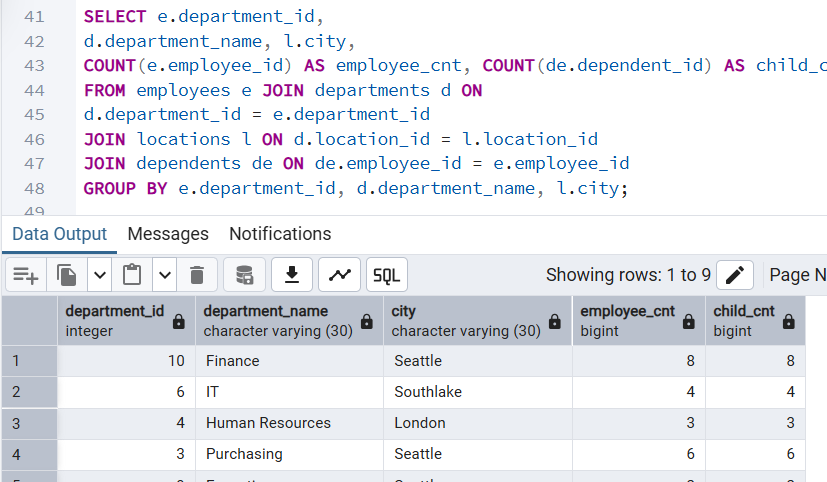 41 SELECT e.department_id,
42 d.department_name, l.city,
43 COUNT(e.employee_id) AS employee_cnt, COUNT(de.dependent_id) AS child_c
44 FROM employees e JOIN departments d ON
45 d.department_id = e.department_id
46 JOIN locations l ON d.location_id = l.location_id
47 JOIN dependents de ON de.employee_id = e.employee_id
48 GROUP BY e.department_id, d.department_name, l.city;
49
Data Output Messages Notifications
SQL Showing rows: 1 to 9 Page N
department_id department_name city employee_cnt child_cnt
integer character varying (30) character varying (30) bigint bigint
1 10 Finance Seattle 8 8
2 6 IT Southlake 4 4
3 4 Human Resources London 3 3
4 3 Purchasing Seattle 6 6